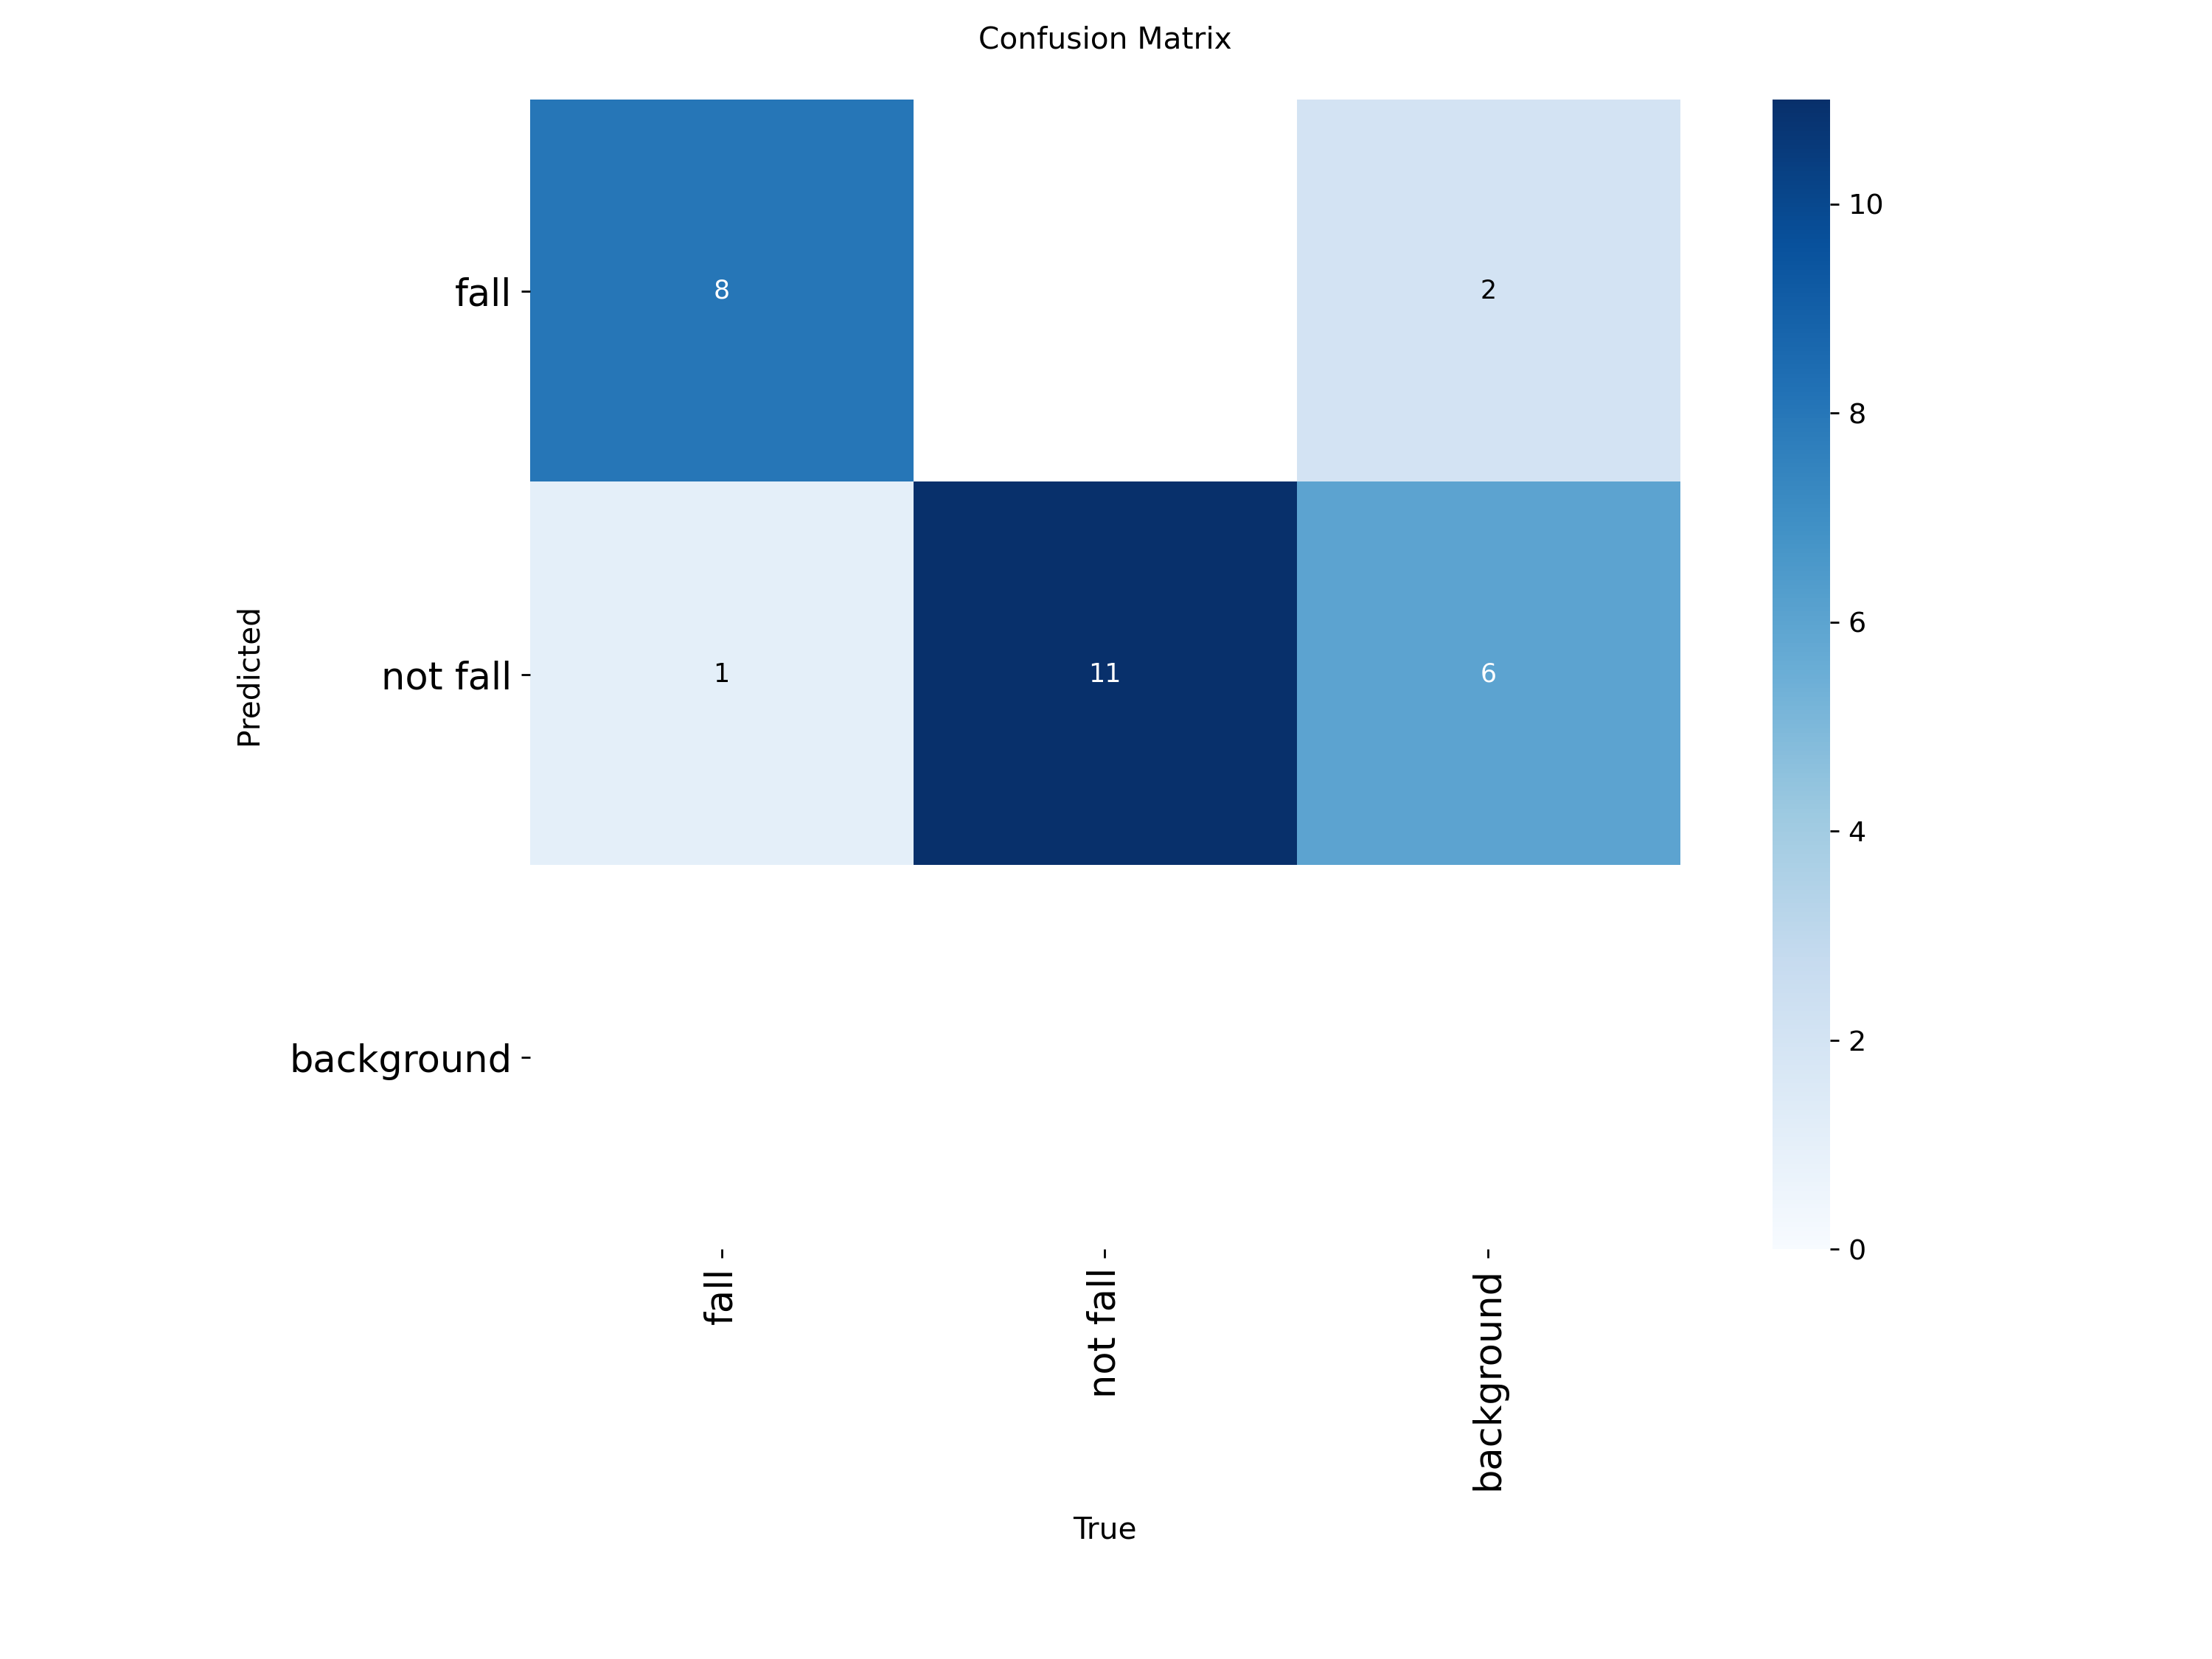 Confusion Matrix
fall
8
2
not fall
1
11
6
background
Predicted
fall
not fall
background
True
10
8
6
4
2
0